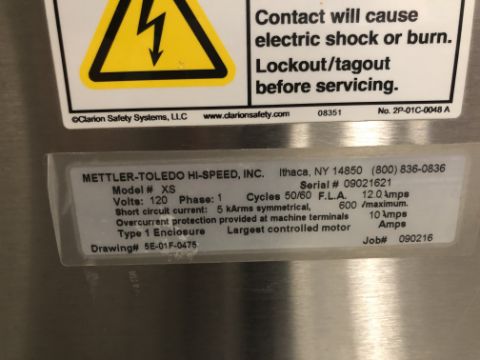 Contact will cause
electric shock or burn.
Lockout/tagout
before servicing.
©Clarion Safety Systems, LLC www.clarionsafety.com 08351 No. 2P-01C-0048 A
METTLER-TOLEDO HI-SPEED, INC. Ithaca, NY 14850 (800) 836-0836
Model # XS Serial # 09021621
Volts: 120 Phase: 1 Cycles 50/60 F.L.A. 12.0 Amps
Short circuit current: 5 kArms symmetrical, 600 /maximum.
Overcurrent protection provided at machine terminals 10 Amps
Type 1 Enclosure Largest controlled motor Amps
Drawing# 5E-01F-0475 Job# 090216